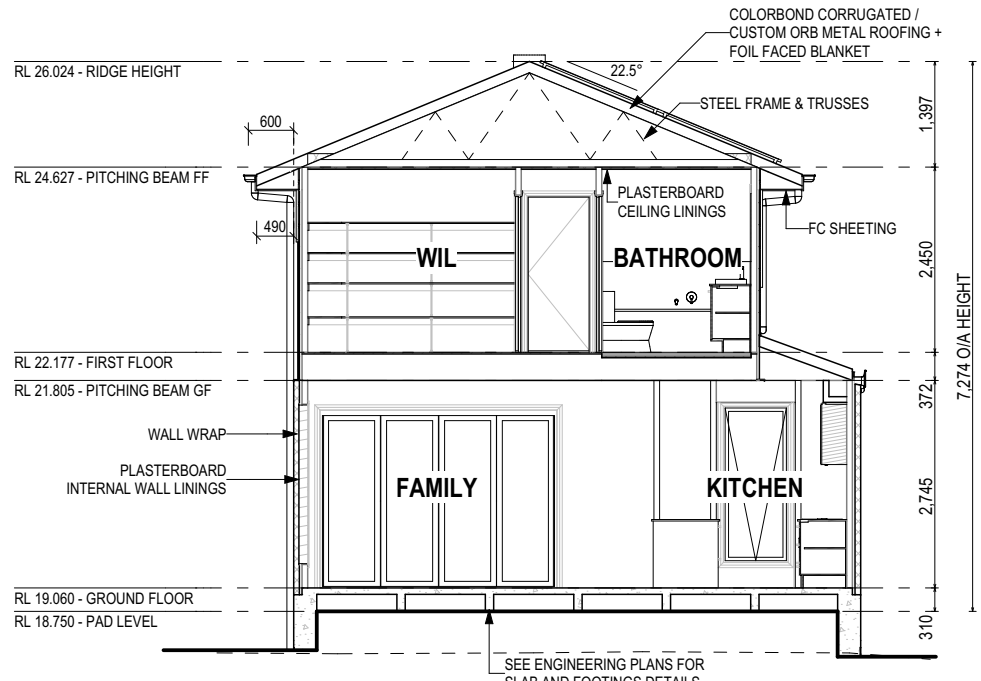 COLORBOND CORRUGATED /
CUSTOM ORB METAL ROOFING +
FOIL FACED BLANKET
RL 26.024 - RIDGE HEIGHT
22.5°
STEEL FRAME & TRUSSES
1,397
600
RL 24.627 - PITCHING BEAM FF
PLASTERBOARD
CEILING LININGS
FC SHEETING
490
WIL
BATHROOM
2,450
7,274 O/A HEIGHT
RL 22.177 - FIRST FLOOR
RL 21.805 - PITCHING BEAM GF
372
WALL WRAP
PLASTERBOARD
INTERNAL WALL LININGS
FAMILY
KITCHEN
2,745
RL 19.060 - GROUND FLOOR
RL 18.750 - PAD LEVEL
310
SEE ENGINEERING PLANS FOR
SLAB AND FOOTINGS DETAILS